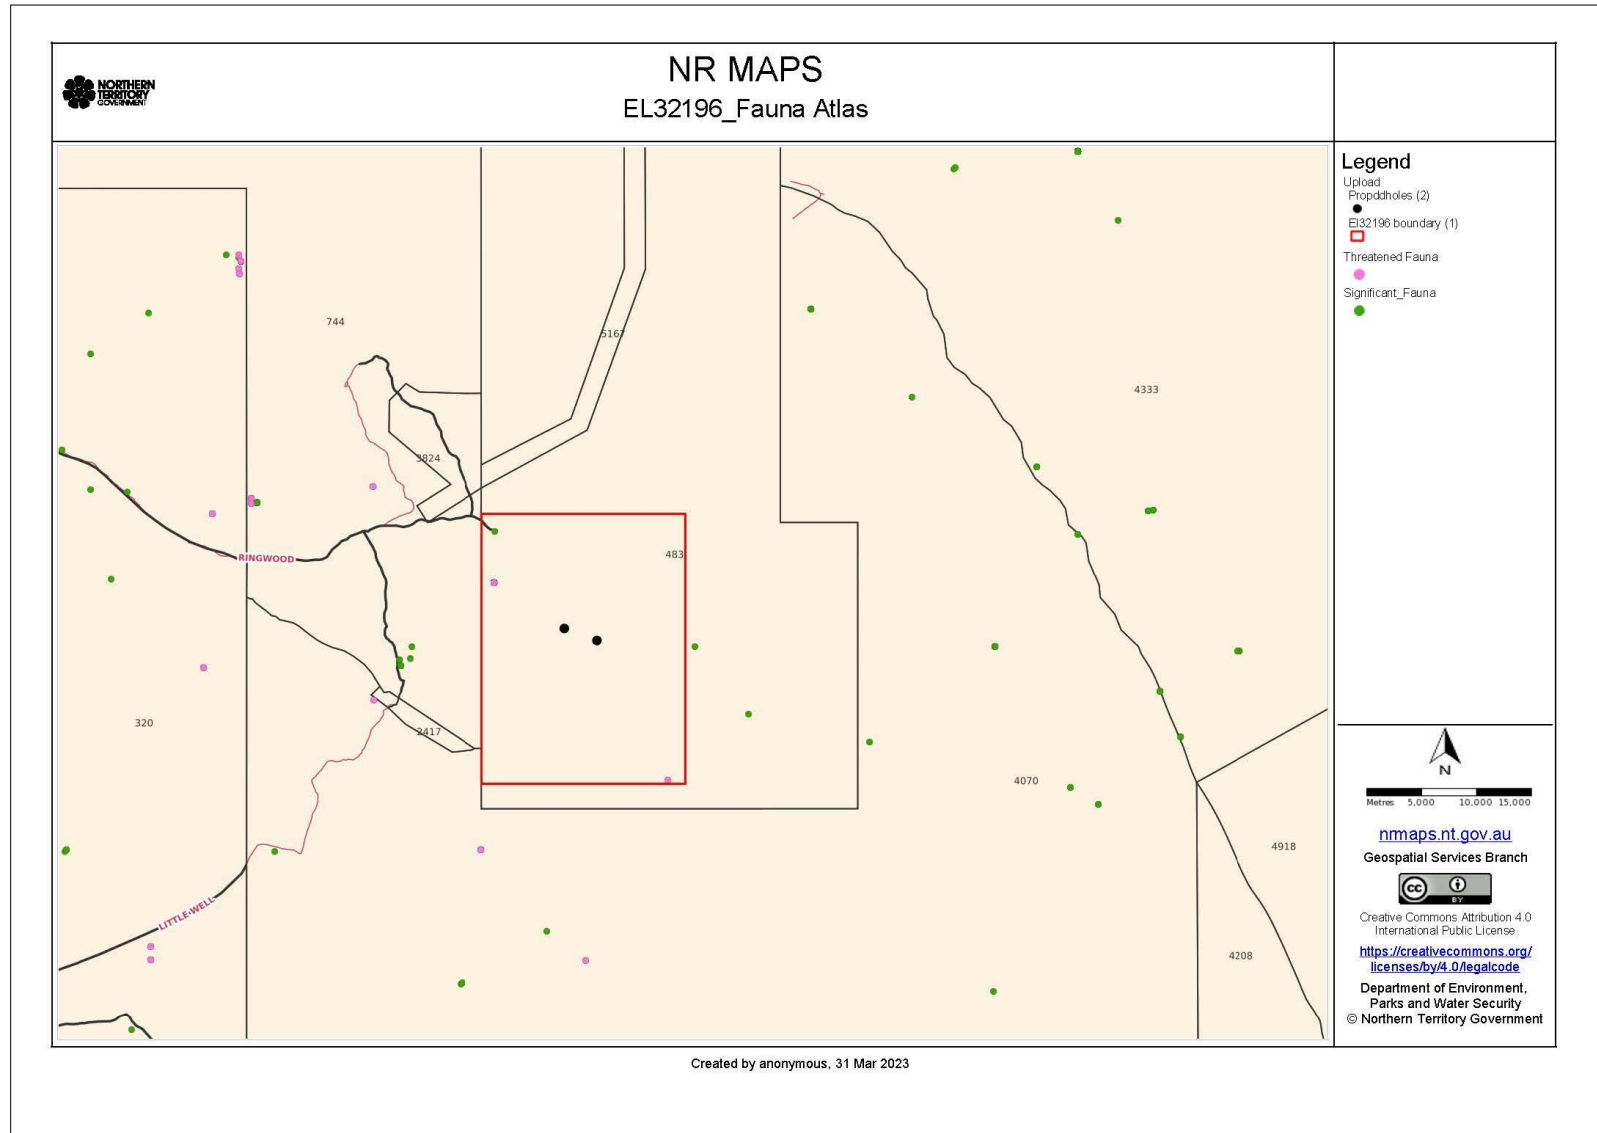 NORTHERN
TERRITORY
GOVERNMENT
NR MAPS
EL32196_Fauna Atlas
Legend
Upload
Propddholes (2)
El32196 boundary (1)
Threatened Fauna
Significant_Fauna
744
5167
4333
3824
RINGWOOD
483
320
2417
4070
4918
LITTLE WELL
4208
N
Metres 5,000 10,000 15,000
nrmaps.nt.gov.au
Geospatial Services Branch
cc BY
Creative Commons Attribution 4.0
International Public License
https://creativecommons.org/
licenses/by/4.0/legalcode
Department of Environment,
Parks and Water Security
© Northern Territory Government
Created by anonymous, 31 Mar 2023